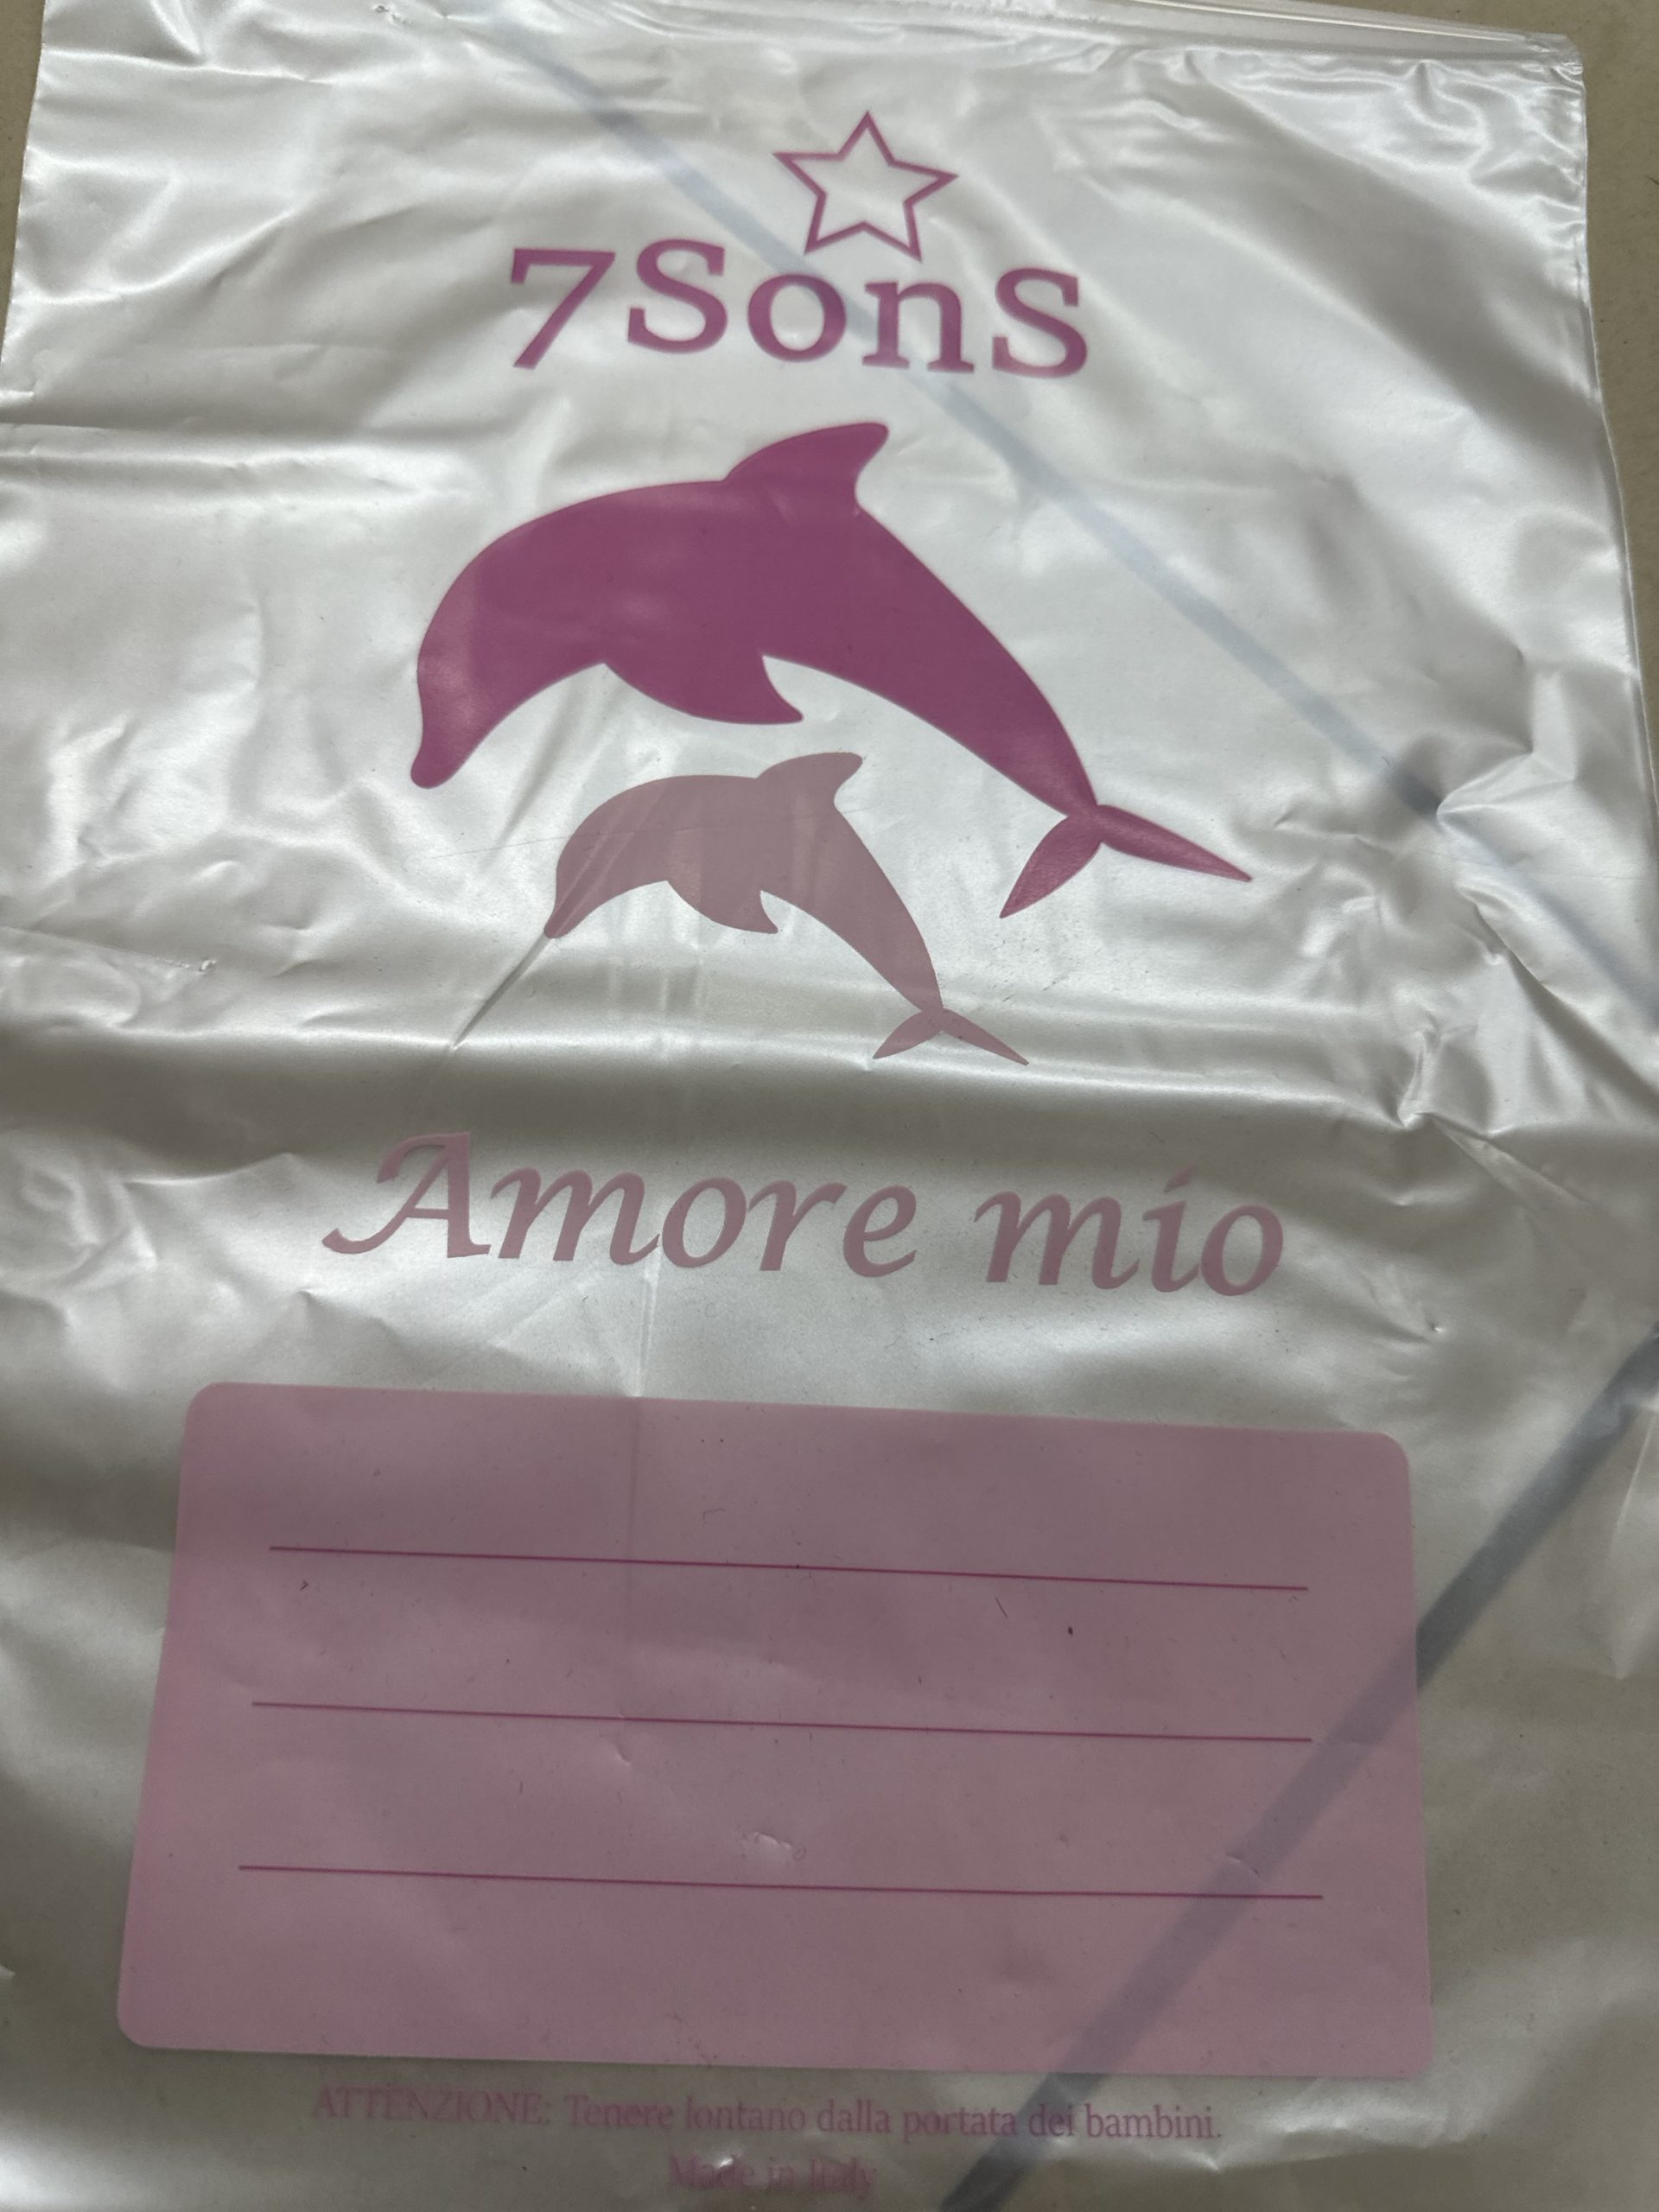 7SonS
Amore mio
ATTENZIONE: Tenere lontano dalla portata dei bambini.
Made in Italy